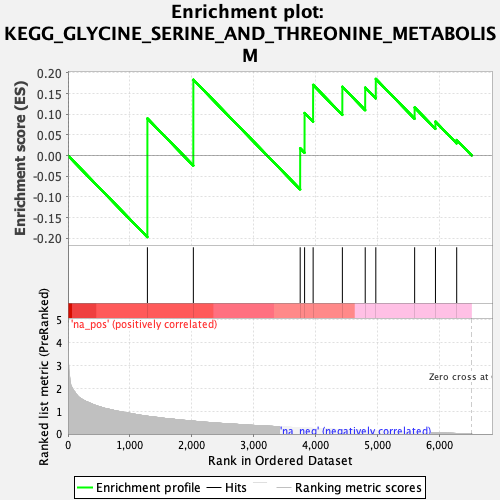 Enrichment plot:
KEGG_GLYCINE_SERINE_AND_THREONINE_METABOLIS
M
Enrichment score (ES)
0.20
0.15
0.10
0.05
0.00
-0.05
-0.10
-0.15
-0.20
'na_pos' (positively correlated)
Ranked list metric (PreRanked)
5
4
3
2
1
0
Zero cross at
'na_neg' (negatively correlated)
0
1,000
2,000
3,000
4,000
5,000
6,000
Rank in Ordered Dataset
Enrichment profile
Hits
Ranking metric scores